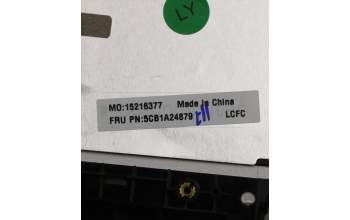 LY
MO:15216377 Made In China
FRU PN:5CB1A24879 LCFC